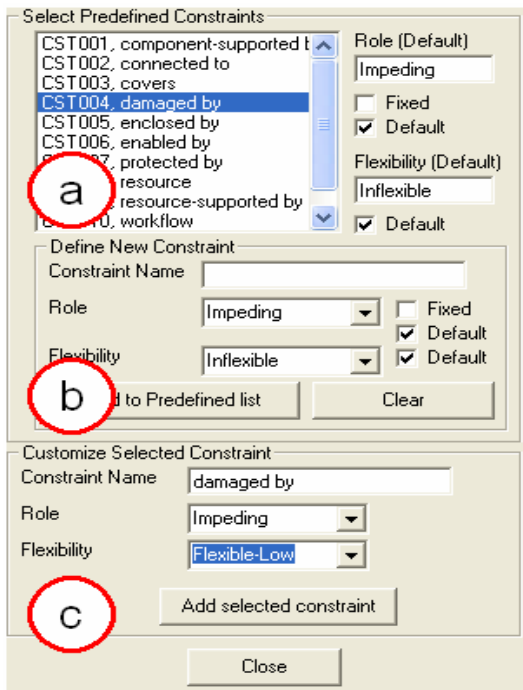 Select Predefined Constraints
CST001, component-supported b
CST002, connected to
CST003, covers
CST004, damaged by
CST005, enclosed by
CST006, enabled by
protected by
resource
resource-supported by
workflow
Role (Default)
Impeding
Fixed
Default
Flexibility (Default)
Inflexible
Default
a
Define New Constraint
Constraint Name
Role
Impeding
Fixed
Default
Flexibility
Inflexible
Default
b
to Predefined list
Clear
Customize Selected Constraint
Constraint Name
damaged by
Role
Impeding
Flexibility
Flexible-Low
c
Add selected constraint
Close